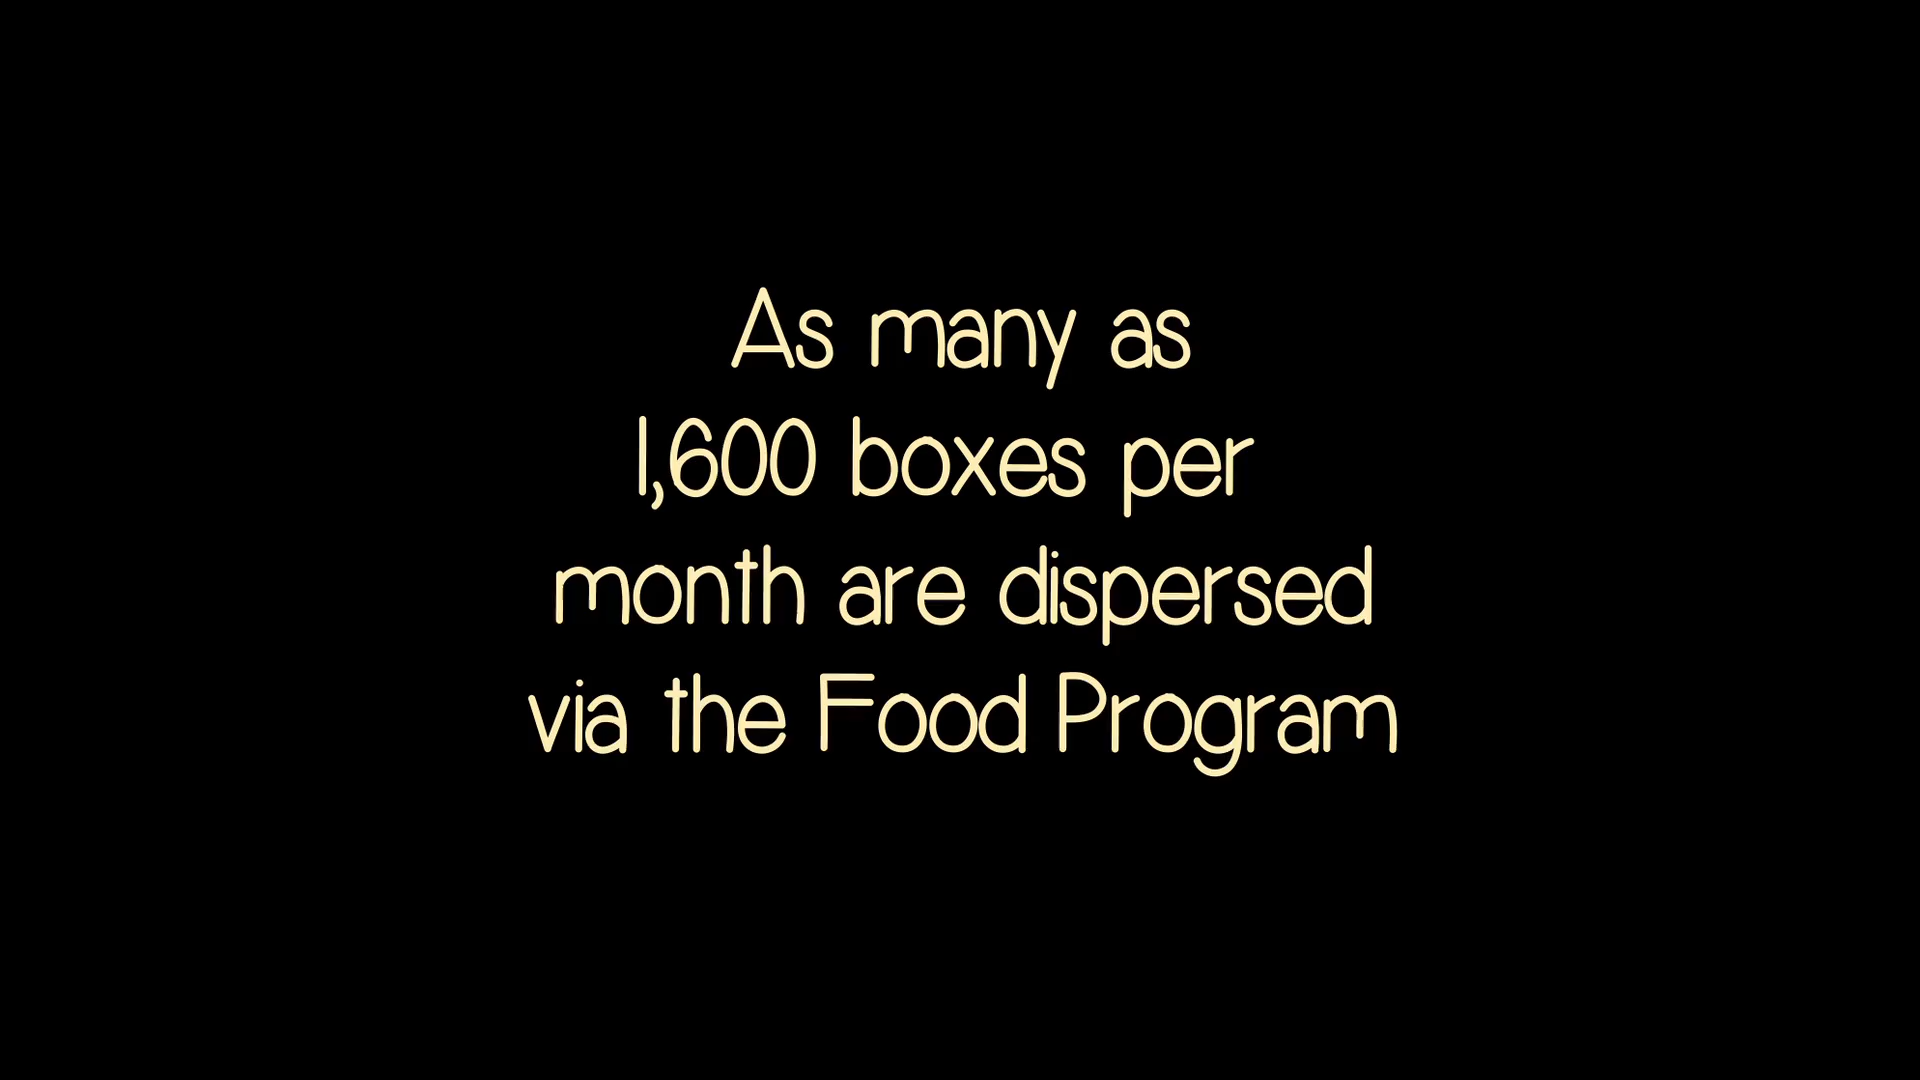 As many as
1,600 boxes per
month are dispersed
via the Food Program